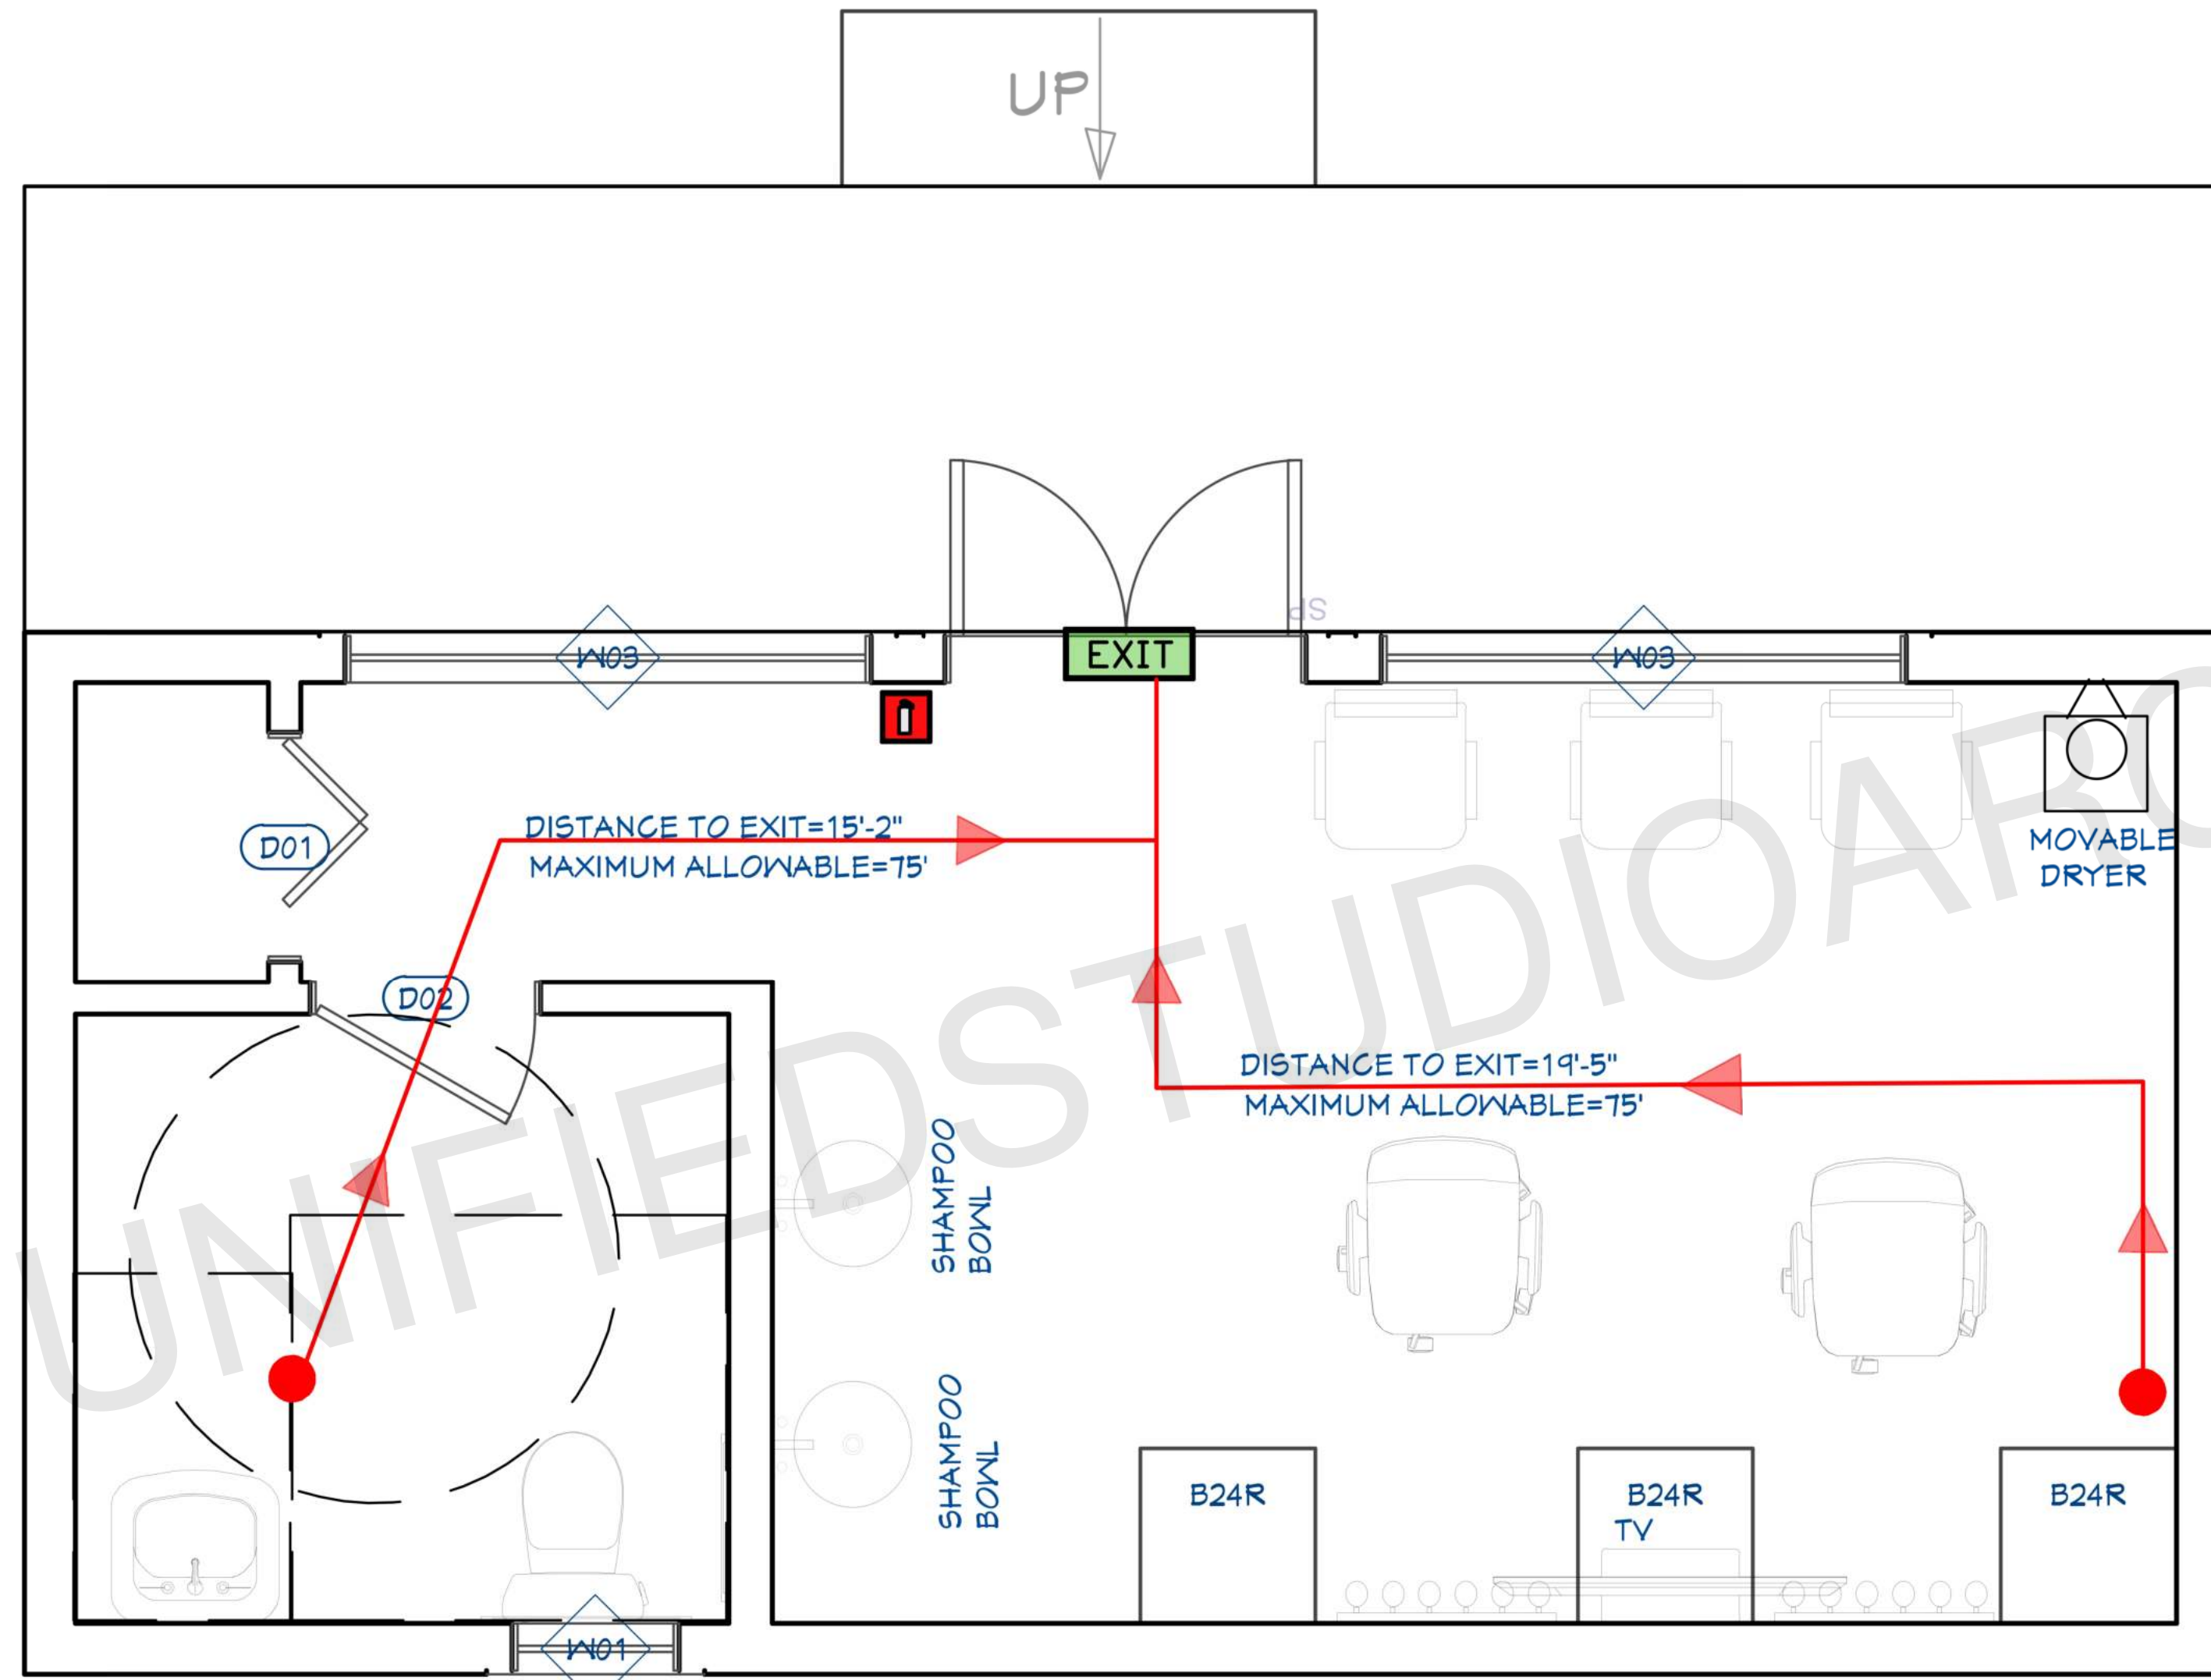 UP
SP
W03
EXIT
W03
D01
DISTANCE TO EXIT=15'-2"
MAXIMUM ALLOWABLE=75'
MOVABLE
DRYER
D02
DISTANCE TO EXIT=19'-5"
MAXIMUM ALLOWABLE=75'
SHAMPOO
BOWL
SHAMPOO
BOWL
B24R
B24R
TV
B24R
W01
UNIFIEDSTUDIOARC